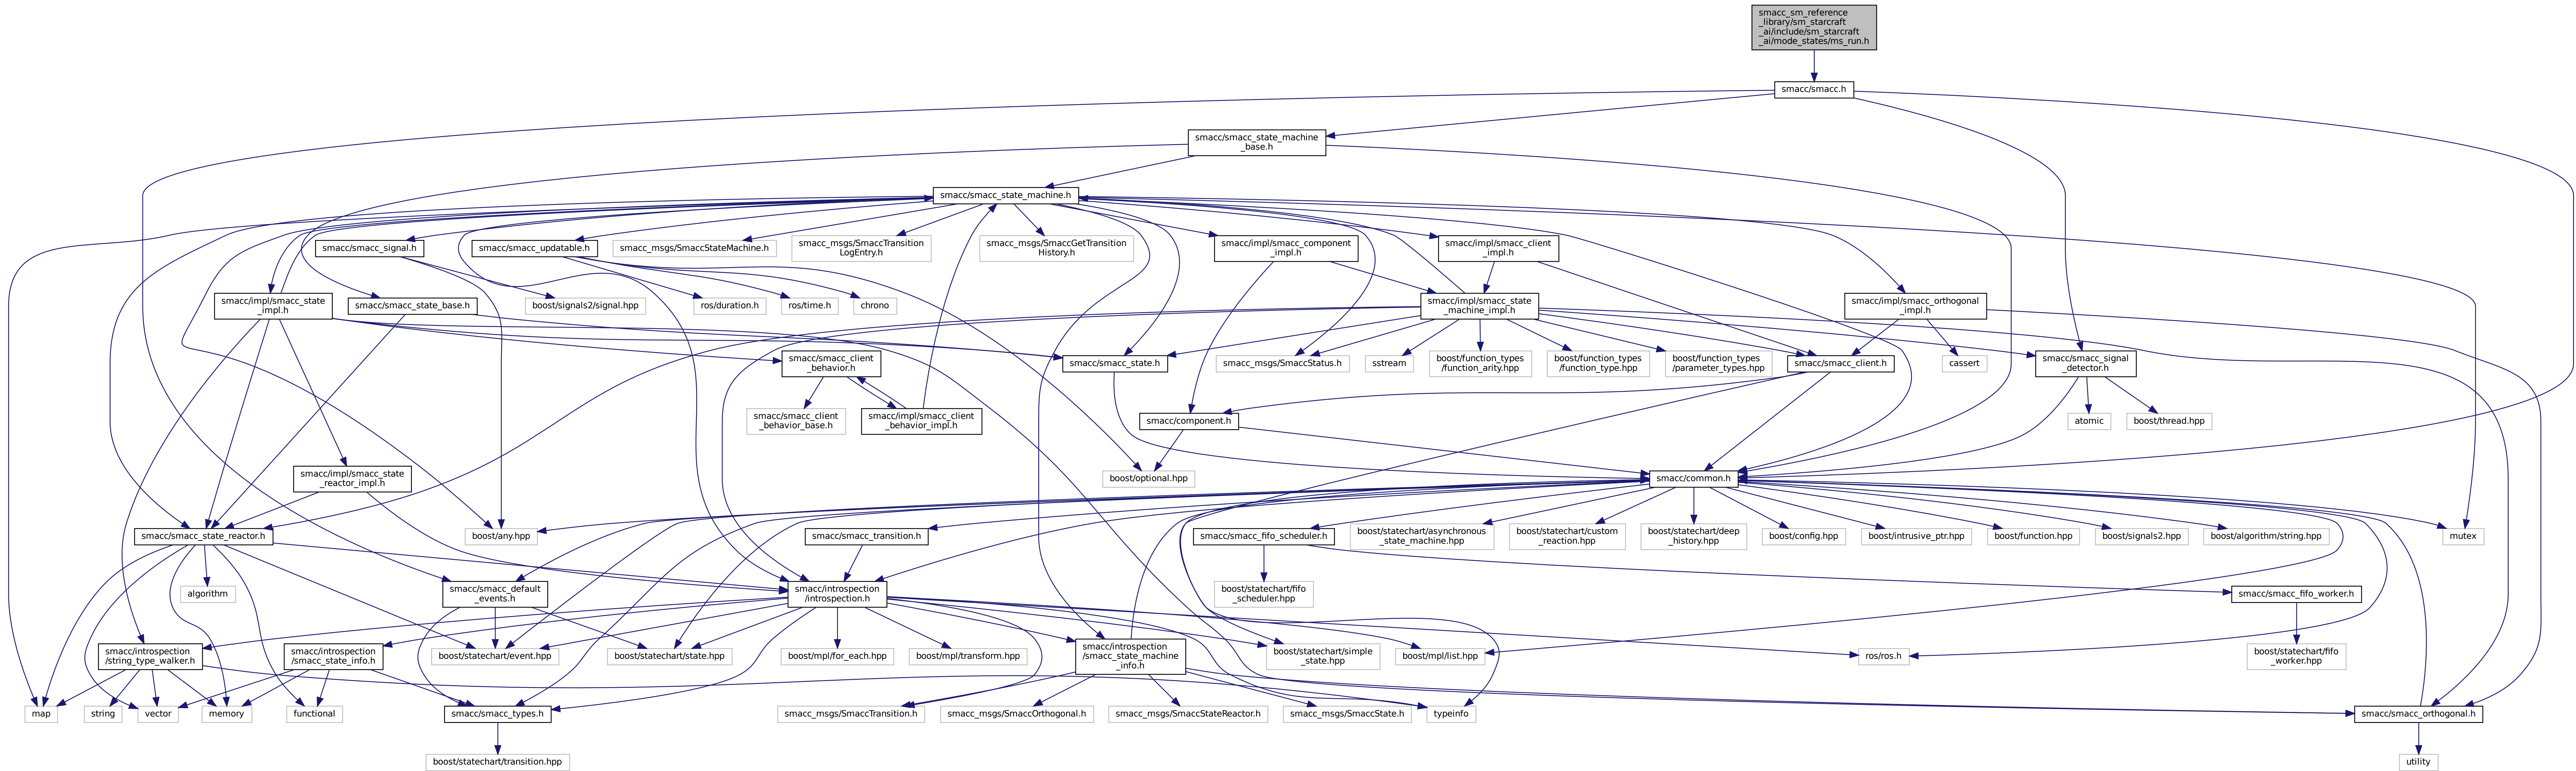 smacc_sm_reference
_library/sm_starcraft
_ai/include/sm_starcraft
_ai/mode_states/ms_run.h
smacc/smacc.h
smacc/smacc_state_machine
_base.h
smacc/smacc_state_machine.h
smacc/smacc_signal.h
smacc/smacc_updatable.h
smacc_msgs/SmaccStateMachine.h
smacc_msgs/SmaccTransition
LogEntry.h
smacc_msgs/SmaccGetTransition
History.h
smacc/impl/smacc_component
_impl.h
smacc/impl/smacc_client
_impl.h
smacc/impl/smacc_state
_impl.h
smacc/smacc_state_base.h
boost/signals2/signal.hpp
ros/duration.h
ros/time.h
chrono
smacc/impl/smacc_state
_machine_impl.h
smacc/impl/smacc_orthogonal
_impl.h
smacc/smacc_client
_behavior.h
smacc/smacc_state.h
smacc_msgs/SmaccStatus.h
sstream
boost/function_types
/function_arity.hpp
boost/function_types
/function_type.hpp
boost/function_types
/parameter_types.hpp
smacc/smacc_client.h
cassert
smacc/smacc_signal
_detector.h
smacc/smacc_client
_behavior_base.h
smacc/impl/smacc_client
_behavior_impl.h
smacc/component.h
atomic
boost/thread.hpp
smacc/impl/smacc_state
_reactor_impl.h
boost/optional.hpp
smacc/common.h
smacc/smacc_state_reactor.h
boost/any.hpp
smacc/smacc_transition.h
smacc/smacc_fifo_scheduler.h
boost/statechart/asynchronous
_state_machine.hpp
boost/statechart/custom
_reaction.hpp
boost/statechart/deep
_history.hpp
boost/config.hpp
boost/intrusive_ptr.hpp
boost/function.hpp
boost/signals2.hpp
boost/algorithm/string.hpp
mutex
algorithm
smacc/smacc_default
_events.h
smacc/introspection
/introspection.h
boost/statechart/fifo
_scheduler.hpp
smacc/smacc_fifo_worker.h
smacc/introspection
/string_type_walker.h
smacc/introspection
/smacc_state_info.h
boost/statechart/event.hpp
boost/statechart/state.hpp
boost/mpl/for_each.hpp
boost/mpl/transform.hpp
smacc/introspection
/smacc_state_machine
_info.h
boost/statechart/simple
_state.hpp
boost/mpl/list.hpp
ros/ros.h
boost/statechart/fifo
_worker.hpp
map
string
vector
memory
functional
smacc/smacc_types.h
smacc_msgs/SmaccTransition.h
smacc_msgs/SmaccOrthogonal.h
smacc_msgs/SmaccStateReactor.h
smacc_msgs/SmaccState.h
typeinfo
smacc/smacc_orthogonal.h
boost/statechart/transition.hpp
utility